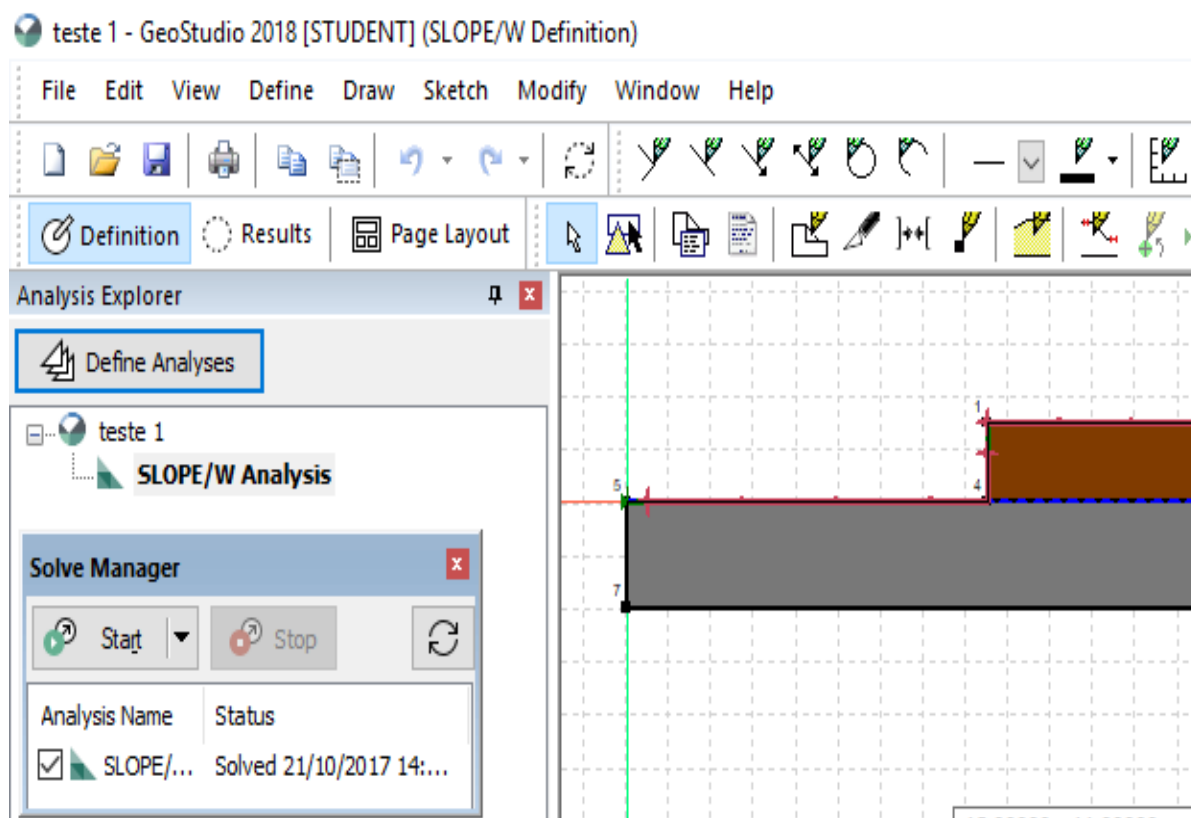 teste 1 - GeoStudio 2018 [STUDENT] (SLOPE/W Definition)
File Edit View Define Draw Sketch Modify Window Help
Definition Results Page Layout
Analysis Explorer
Define Analyses
teste 1
SLOPE/W Analysis
Solve Manager
Start Stop
Analysis Name Status
SLOPE/... Solved 21/10/2017 14:...
1
5
4
7